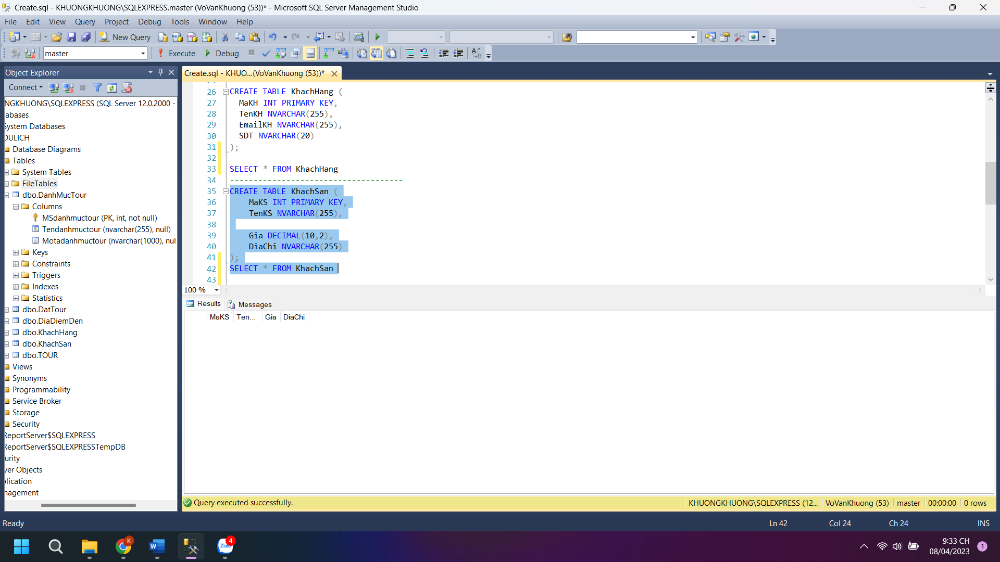 Create.sql - KHUONGKHUONG\SQLEXPRESS.master (VoVanKhuong (53))* - Microsoft SQL Server Management Studio
File Edit View Query Project Debug Tools Window Help
New Query
master Execute Debug
Object Explorer
Connect
NGKHUONG\SQLEXPRESS (SQL Server 12.0.2000 -
abases
System Databases
DULICH
Database Diagrams
Tables
System Tables
FileTables
dbo.DanhMucTour
Columns
MSdanhmuctour (PK, int, not null)
Tendanhmuctour (nvarchar(255), null)
Motadanhmuctour (nvarchar(1000), nul
Keys
Constraints
Triggers
Indexes
Statistics
dbo.DatTour
dbo.DiaDiemDen
dbo.KhachHang
dbo.KhachSan
dbo.TOUR
Views
Synonyms
Programmability
Service Broker
Storage
Security
ReportServer$SQLEXPRESS
ReportServer$SQLEXPRESSTempDB
urity
ver Objects
lication
nagement
Create.sql - KHUO...(VoVanKhuong (53))*
26 CREATE TABLE KhachHang (
27 MaKH INT PRIMARY KEY,
28 TenKH NVARCHAR(255),
29 EmailKH NVARCHAR(255),
30 SDT NVARCHAR(20)
31 );
32
33 SELECT * FROM KhachHang
34 -------------------------------------
35 CREATE TABLE KhachSan (
36 MaKS INT PRIMARY KEY,
37 TenKS NVARCHAR(255),
38
39 Gia DECIMAL(10,2),
40 DiaChi NVARCHAR(255)
41 );
42 SELECT * FROM KhachSan
43
100 %
Results Messages
MaKS Ten... Gia DiaChi
Query executed successfully. KHUONGKHUONG\SQLEXPRESS (12... VoVanKhuong (53) master 00:00:00 0 rows
Ready Ln 42 Col 24 Ch 24 INS
K
W
Zalo
4
9:33 CH
08/04/2023
1